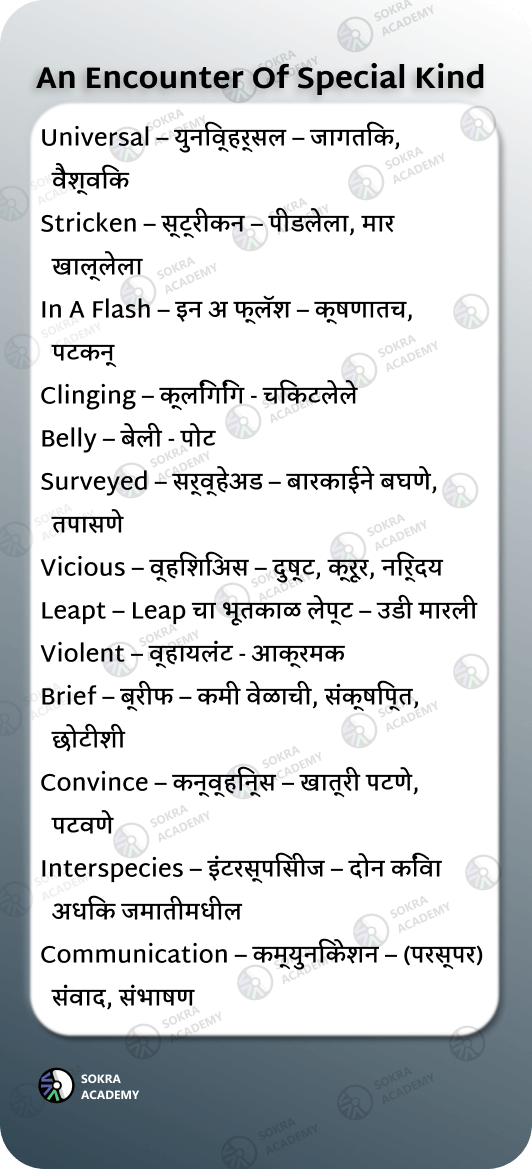 An Encounter Of Special Kind
Universal – युनिव्हर्सल – जागतिक,
वैश्विक
Stricken – स्ट्रीकन – पीडलेला, मार
खाल्लेला
In A Flash – इन अ फ्लॅश – क्षणातच,
पटकन्
Clinging – क्लिंगिंग - चिकटलेले
Belly – बेली - पोट
Surveyed – सर्व्हेअड – बारकाईने बघणे,
तपासणे
Vicious – व्हिशिअिस – दुष्ट, क्रूर, निर्दय
Leapt – Leap चा भूतकाळ लेप्ट – उडी मारली
Violent – व्हायलंट - आक्रमक
Brief – ब्रीफ – कमी वेळाची, संक्षिप्त,
छोटीशी
Convince – कन्व्हिन्स – खात्री पटणे,
पटवणे
Interspecies – इंटरस्पिसीज – दोन किंवा
अधिक जमातीमधील
Communication – कम्युनिकेशन – (परस्पर)
संवाद, संभाषण
SOKRA
ACADEMY